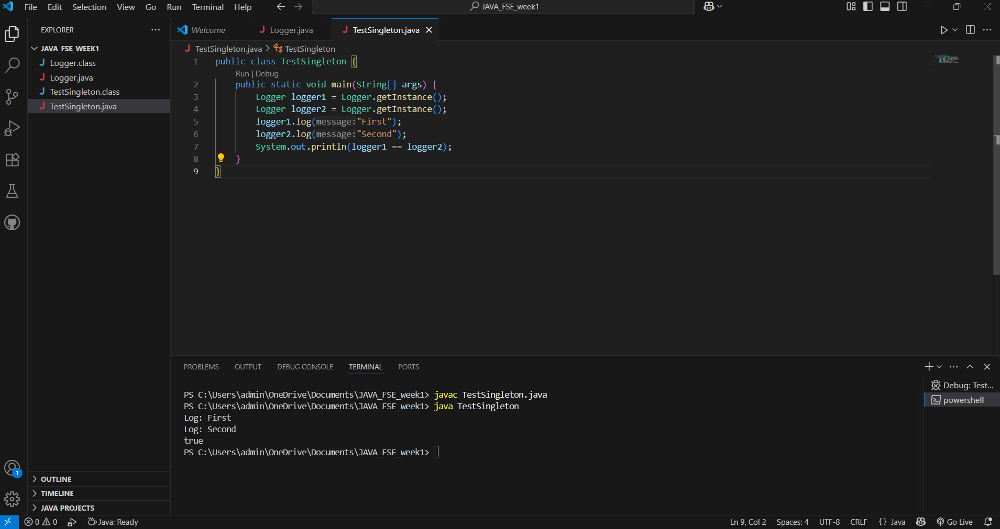 File Edit Selection View Go Run Terminal Help
JAVA_FSE_week1
EXPLORER
JAVA_FSE_WEEK1
Logger.class
Logger.java
TestSingleton.class
TestSingleton.java
OUTLINE
TIMELINE
JAVA PROJECTS
Welcome Logger.java TestSingleton.java
TestSingleton.java > TestSingleton
1 public class TestSingleton {
Run | Debug
2 public static void main(String[] args) {
3 Logger logger1 = Logger.getInstance();
4 Logger logger2 = Logger.getInstance();
5 logger1.log(message:"First");
6 logger2.log(message:"Second");
7 System.out.println(logger1 == logger2);
8 }
9 }
PROBLEMS OUTPUT DEBUG CONSOLE TERMINAL PORTS
PS C:\Users\admin\OneDrive\Documents\JAVA_FSE_week1> javac TestSingleton.java
PS C:\Users\admin\OneDrive\Documents\JAVA_FSE_week1> java TestSingleton
Log: First
Log: Second
true
PS C:\Users\admin\OneDrive\Documents\JAVA_FSE_week1>
Debug: Test...
powershell
1
0 0 Java: Ready
Ln 9, Col 2 Spaces: 4 UTF-8 CRLF {} Java Go Live